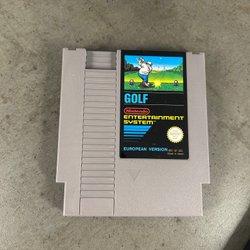 GOLF
Nintendo
ENTERTAINMENT
SYSTEM
EUROPEAN VERSION